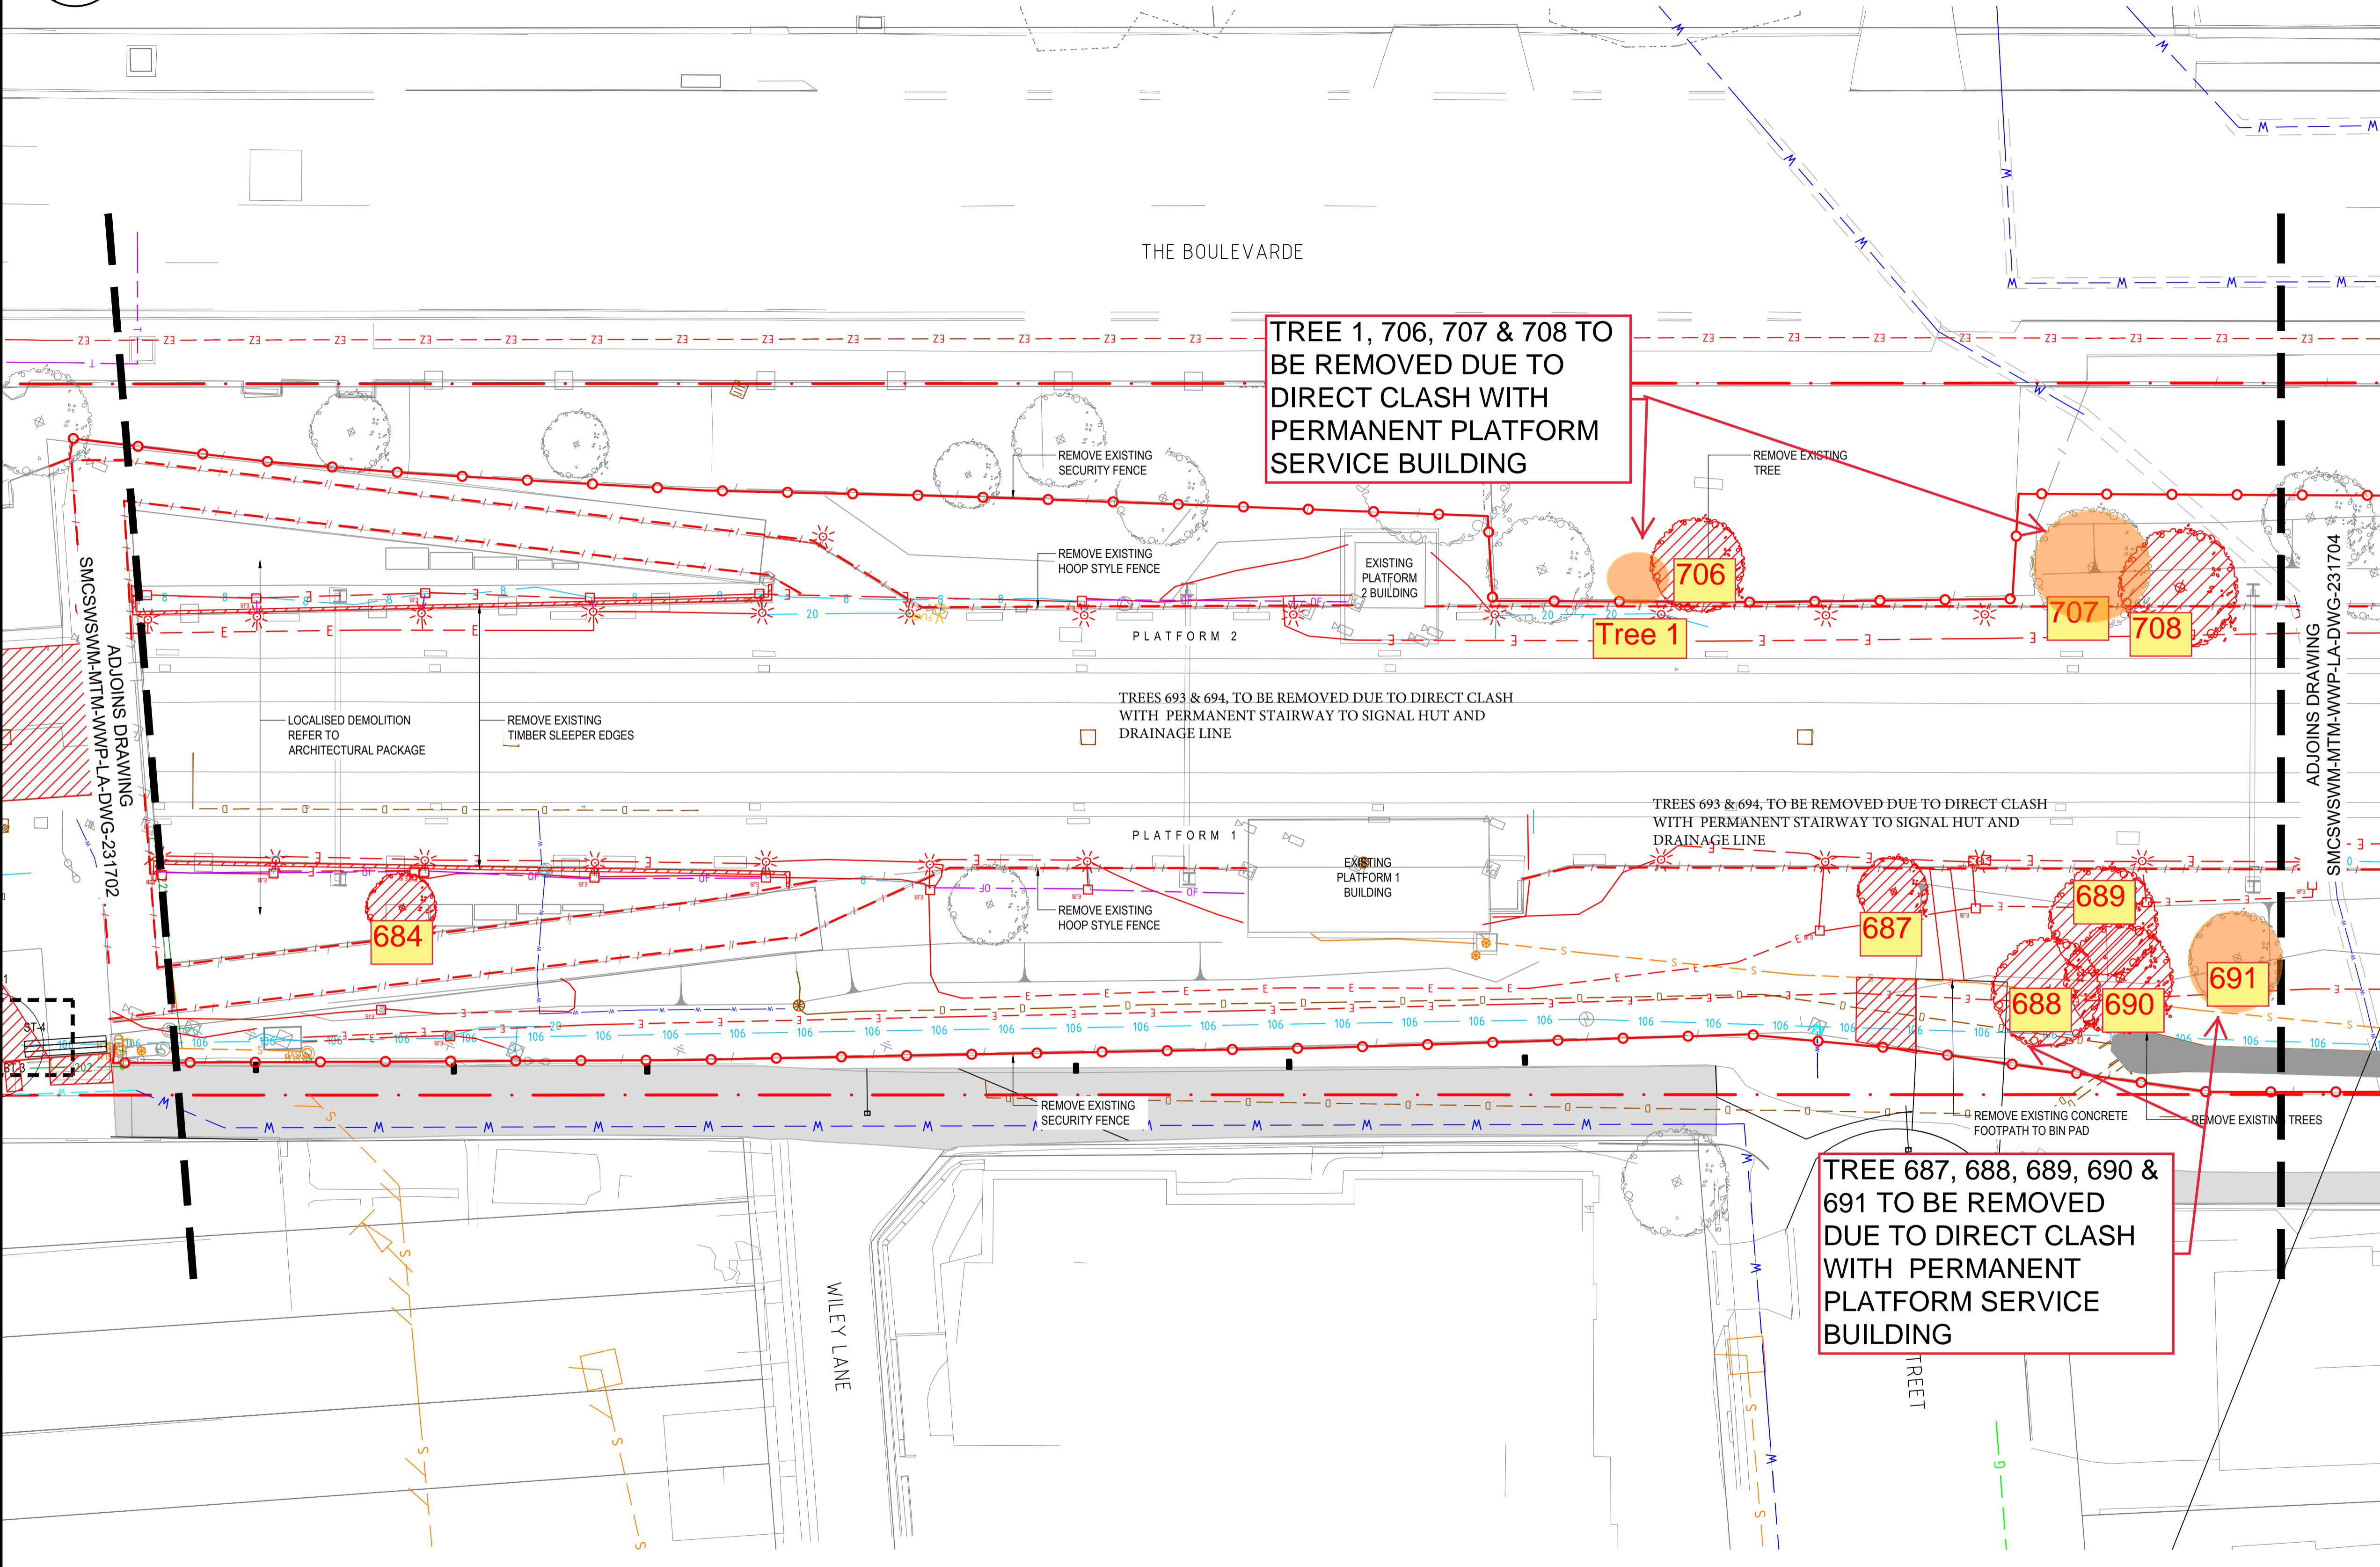 THE BOULEVARDE
TREE 1, 706, 707 & 708 TO
BE REMOVED DUE TO
DIRECT CLASH WITH
PERMANENT PLATFORM
SERVICE BUILDING
REMOVE EXISTING
SECURITY FENCE
REMOVE EXISTING
TREE
REMOVE EXISTING
HOOP STYLE FENCE
EXISTING
PLATFORM
2 BUILDING
706
707
708
Tree 1
PLATFORM 2
ADJOINS DRAWING
SMCSWSWM-MTM-WWP-LA-DWG-231702
ADJOINS DRAWING
SMCSWSWM-MTM-WWP-LA-DWG-231704
TREES 693 & 694, TO BE REMOVED DUE TO DIRECT CLASH
WITH PERMANENT STAIRWAY TO SIGNAL HUT AND
DRAINAGE LINE
LOCALISED DEMOLITION
REFER TO
ARCHITECTURAL PACKAGE
REMOVE EXISTING
TIMBER SLEEPER EDGES
TREES 693 & 694, TO BE REMOVED DUE TO DIRECT CLASH
WITH PERMANENT STAIRWAY TO SIGNAL HUT AND
DRAINAGE LINE
PLATFORM 1
EXISTING
PLATFORM 1
BUILDING
REMOVE EXISTING
HOOP STYLE FENCE
684
687
689
688
690
691
ST-4
ST-3
202
REMOVE EXISTING
SECURITY FENCE
REMOVE EXISTING CONCRETE
FOOTPATH TO BIN PAD
REMOVE EXISTING TREES
TREE 687, 688, 689, 690 &
691 TO BE REMOVED
DUE TO DIRECT CLASH
WITH PERMANENT
PLATFORM SERVICE
BUILDING
WILEY LANE
TREET